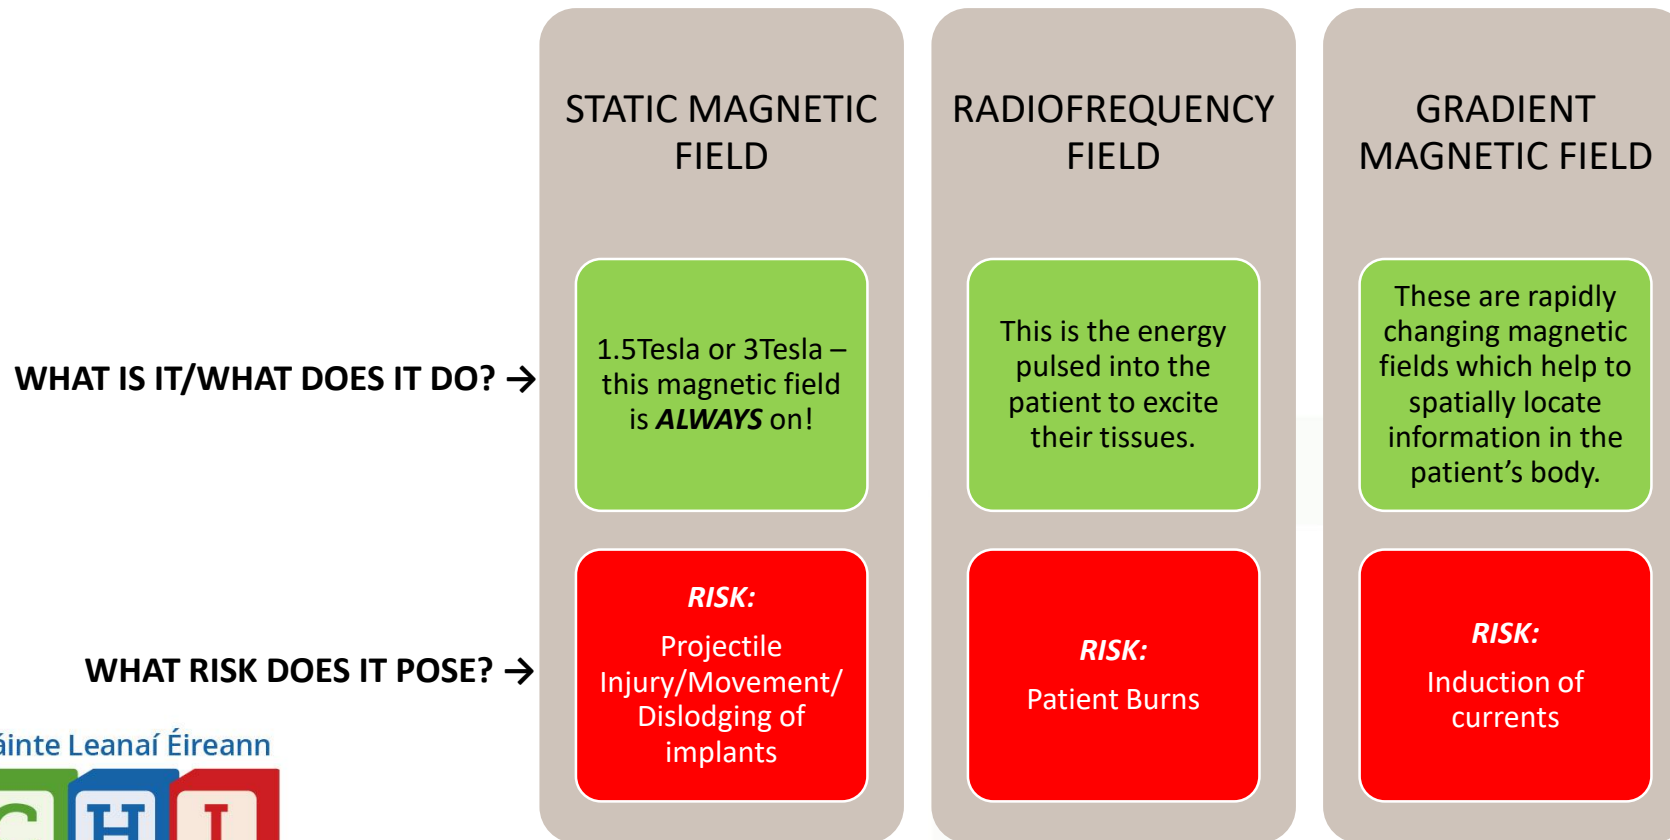 STATIC MAGNETIC
FIELD
RADIOFREQUENCY
FIELD
GRADIENT
MAGNETIC FIELD
WHAT IS IT/WHAT DOES IT DO? →
1.5Tesla or 3Tesla –
this magnetic field
is ALWAYS on!
This is the energy
pulsed into the
patient to excite
their tissues.
These are rapidly
changing magnetic
fields which help to
spatially locate
information in the
patient’s body.
WHAT RISK DOES IT POSE? →
RISK:
Projectile
Injury/Movement/
Dislodging of
implants
RISK:
Patient Burns
RISK:
Induction of
currents
áinte Leanaí Éireann
CHI